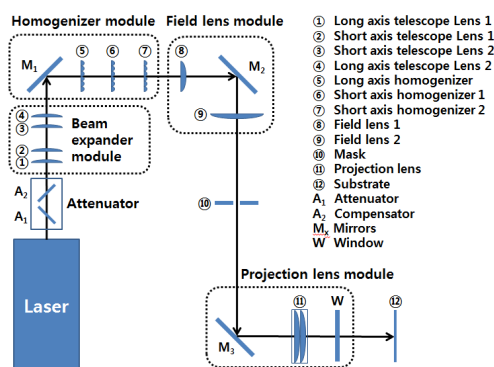 Homogenizer module
Field lens module
M1
⑤
⑥
⑦
⑧
M2
⑨
④
③
②
①
Beam
expander
module
A2
A1
Attenuator
⑩
Laser
Projection lens module
⑪
W
⑫
M3
① Long axis telescope Lens 1
② Short axis telescope Lens 1
③ Short axis telescope Lens 2
④ Long axis telescope Lens 2
⑤ Long axis homogenizer
⑥ Short axis homogenizer 1
⑦ Short axis homogenizer 2
⑧ Field lens 1
⑨ Field lens 2
⑩ Mask
⑪ Projection lens
⑫ Substrate
A1 Attenuator
A2 Compensator
Mx Mirrors
W Window